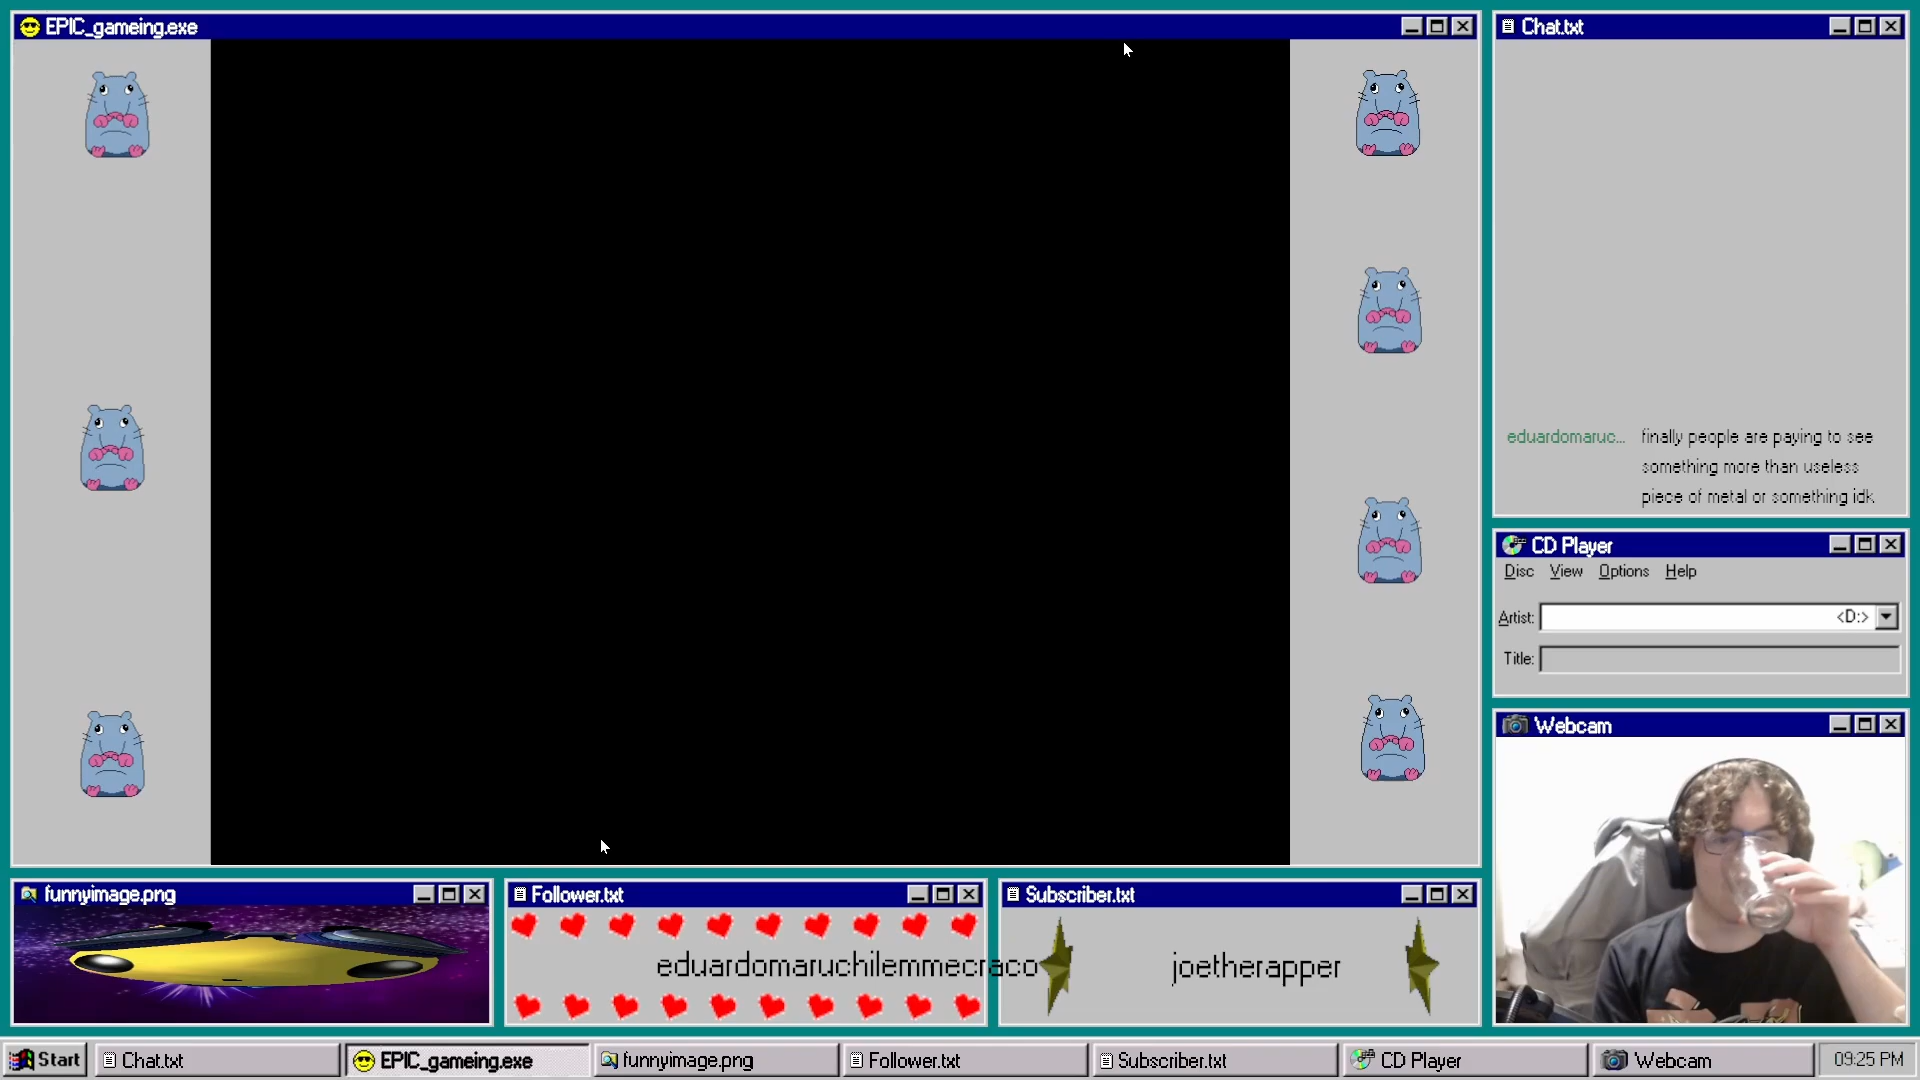 EPIC_gameing.exe
Chat.txt
eduardomaruc... finally people are paying to see
something more than useless
piece of metal or something idk
CD Player
Disc View Options Help
Artist: <D:>
Title:
Webcam
funnyimage.png
Follower.txt
eduardomaruchilemmecraco
Subscriber.txt
joetherapper
Start
Chat.txt
EPIC_gameing.exe
funnyimage.png
Follower.txt
Subscriber.txt
CD Player
Webcam
09:25 PM